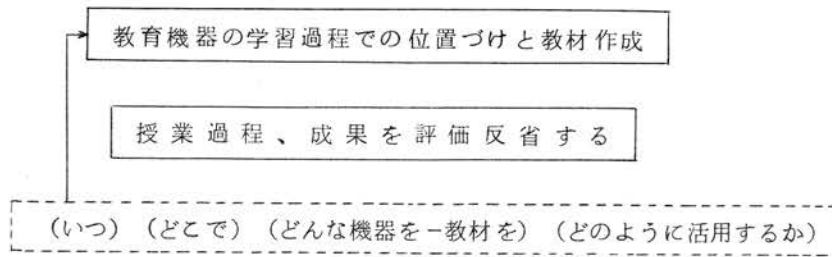 教育機器の学習過程での位置づけと教材作成
授業過程、成果を評価反省する
(いつ)(どこで)(どんな機器を－教材を)(どのように活用するか)